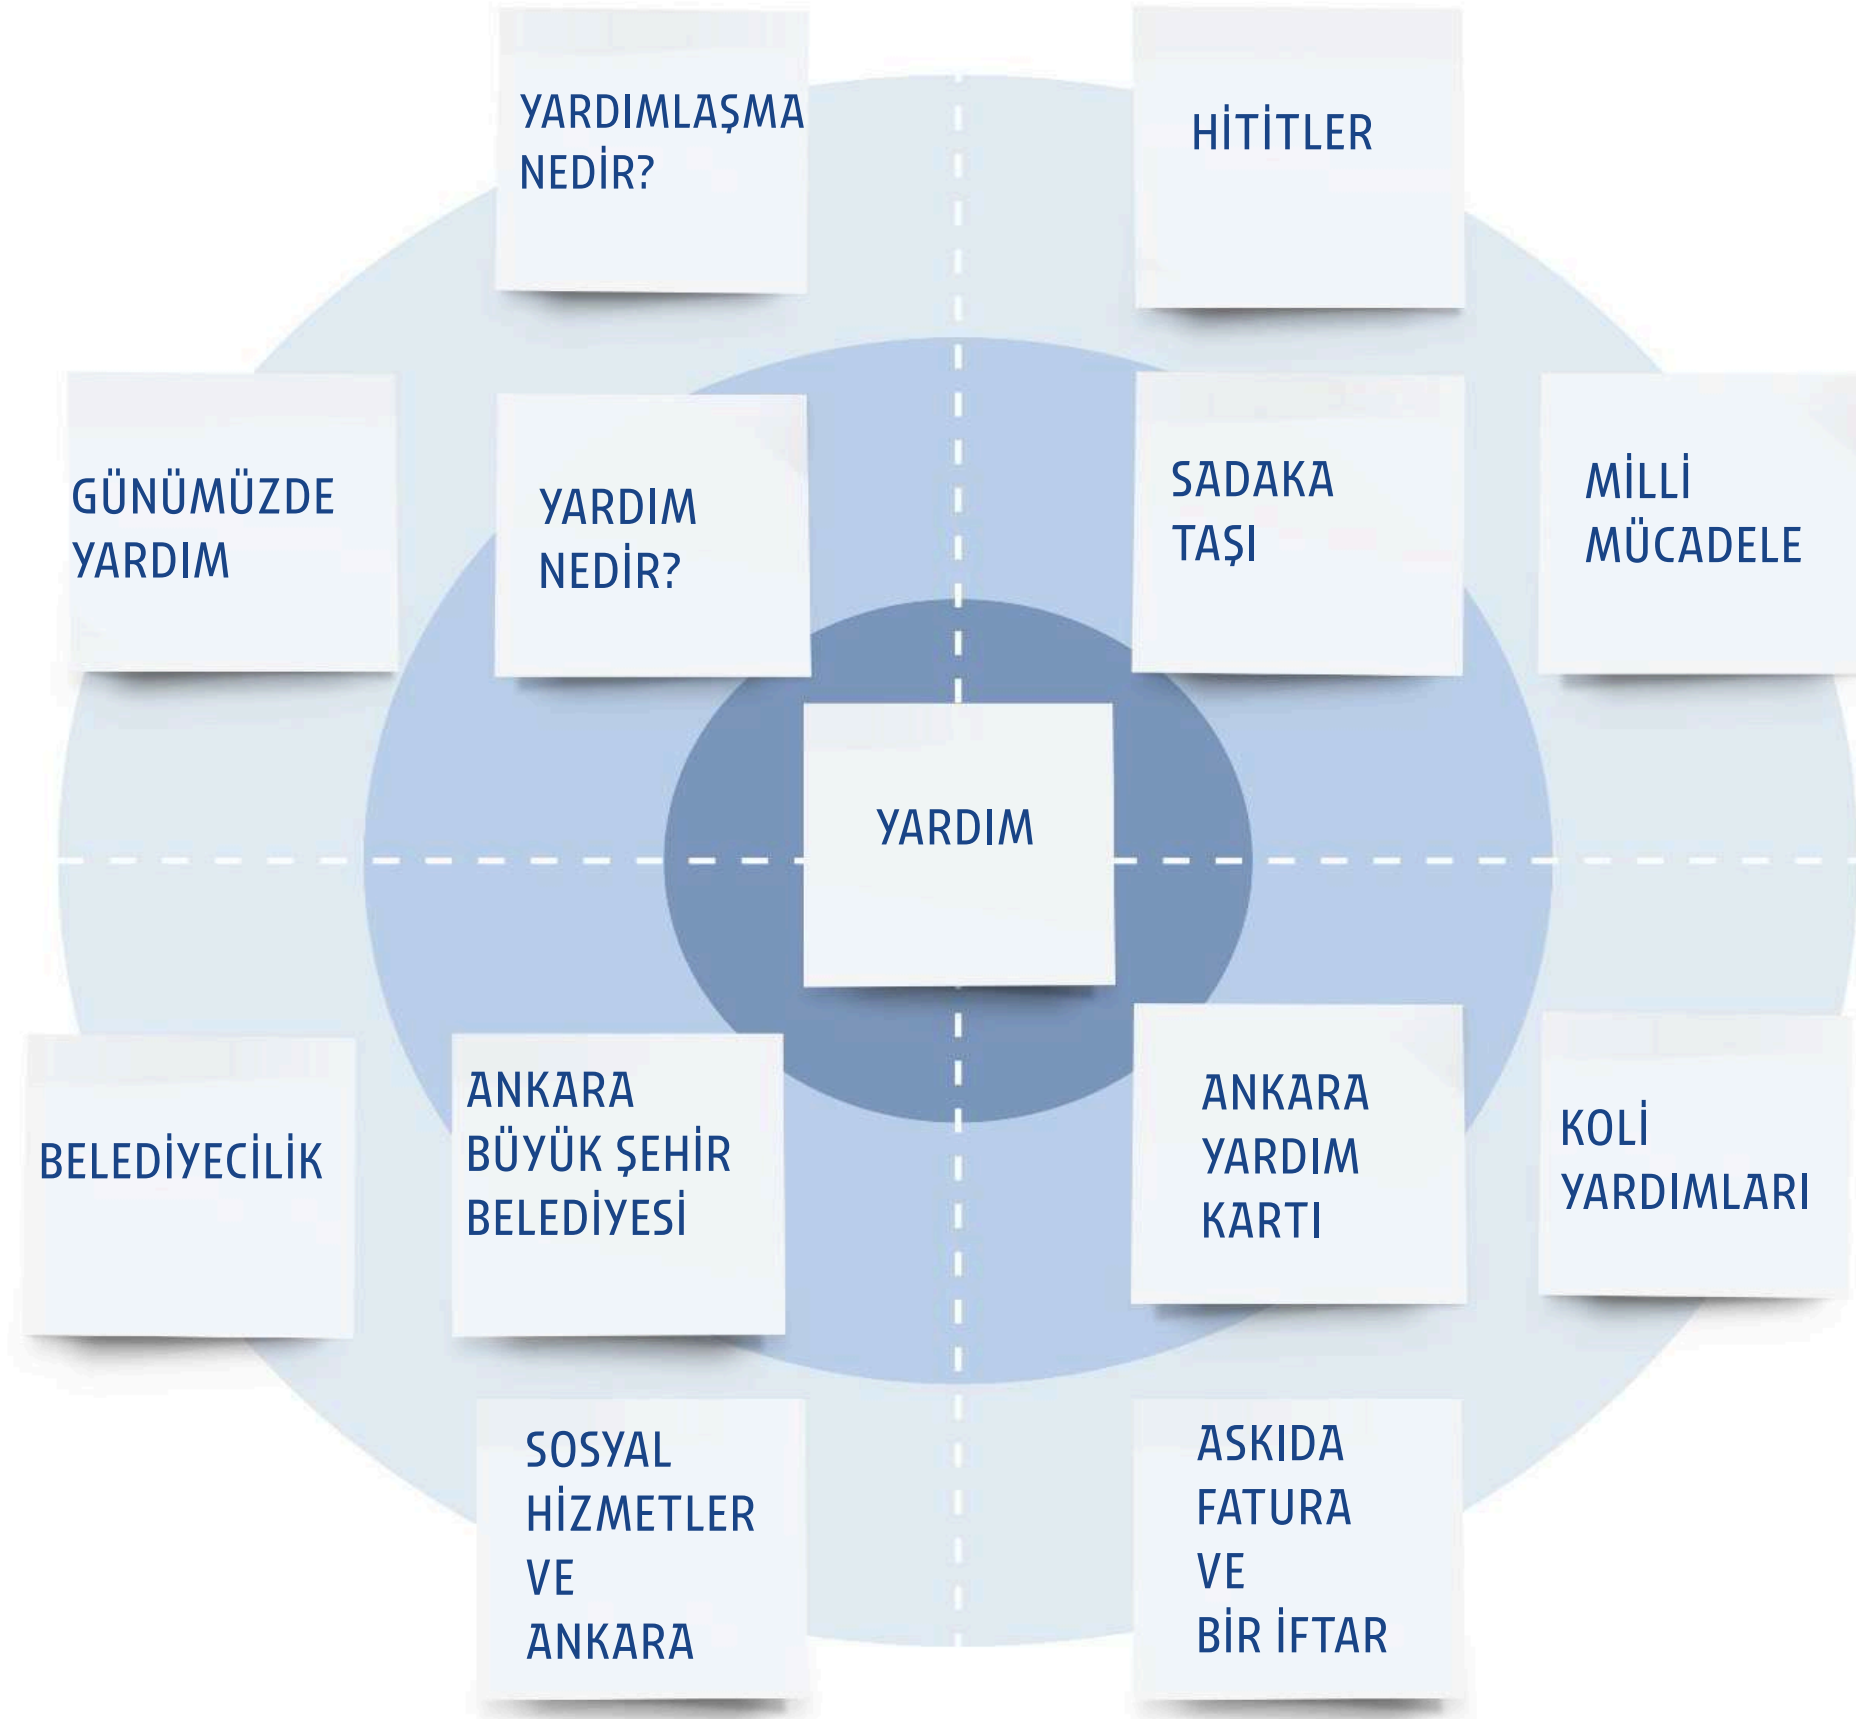 YARDIMLAŞMA
NEDİR?
HİTİTLER
GÜNÜMÜZDE
YARDIM
YARDIM
NEDİR?
SADAKA
TAŞI
MİLLİ
MÜCADELE
YARDIM
BELEDİYECİLİK
ANKARA
BÜYÜK ŞEHİR
BELEDİYESİ
ANKARA
YARDIM
KARTI
KOLİ
YARDIMLARI
SOSYAL
HİZMETLER
VE
ANKARA
ASKIDA
FATURA
VE
BİR İFTAR